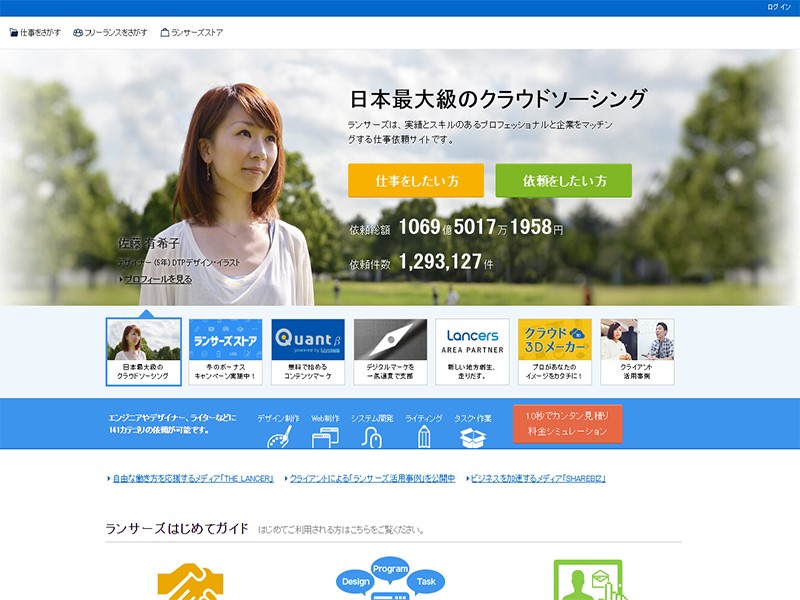 ログイン
仕事をさがす
フリーランスをさがす
ランサーズストア
日本最大級のクラウドソーシング
ランサーズは、実績とスキルのあるプロフェッショナルと企業をマッチン
グする仕事依頼サイトです。
仕事をしたい方
依頼をしたい方
依頼総額 1069億5017万1958円
依頼件数 1,293,127件
佐藤 有希子
デザイナー (5年) DTPデザイン・イラスト
プロフィールを見る
日本最大級の
クラウドソーシング
ランサーズストア
冬のボーナス
キャンペーン実施中!
Quant β
無料で始める
コンテンツマーケ
デジタルマーケを
一気通貫で支援
Lancers
AREA PARTNER
新しい地方創生、
走りだす。
クラウド
3Dメーカー
プロがあなたの
イメージをカタチに!
クライアント
活用事例
エンジニアやデザイナー、ライターなどに
141カテゴリの依頼が可能です。
デザイン制作
Web制作
システム開発
ライティング
タスク・作業
10秒でカンタン見積り
料金シミュレーション
自由な働き方を応援するメディア「THE LANCER」
クライアントによる「ランサーズ活用事例」を公開中
ビジネスを加速するメディア「SHAREBIZ」
ランサーズはじめてガイド はじめてご利用される方はこちらをご覧ください。
Design
Program
Task